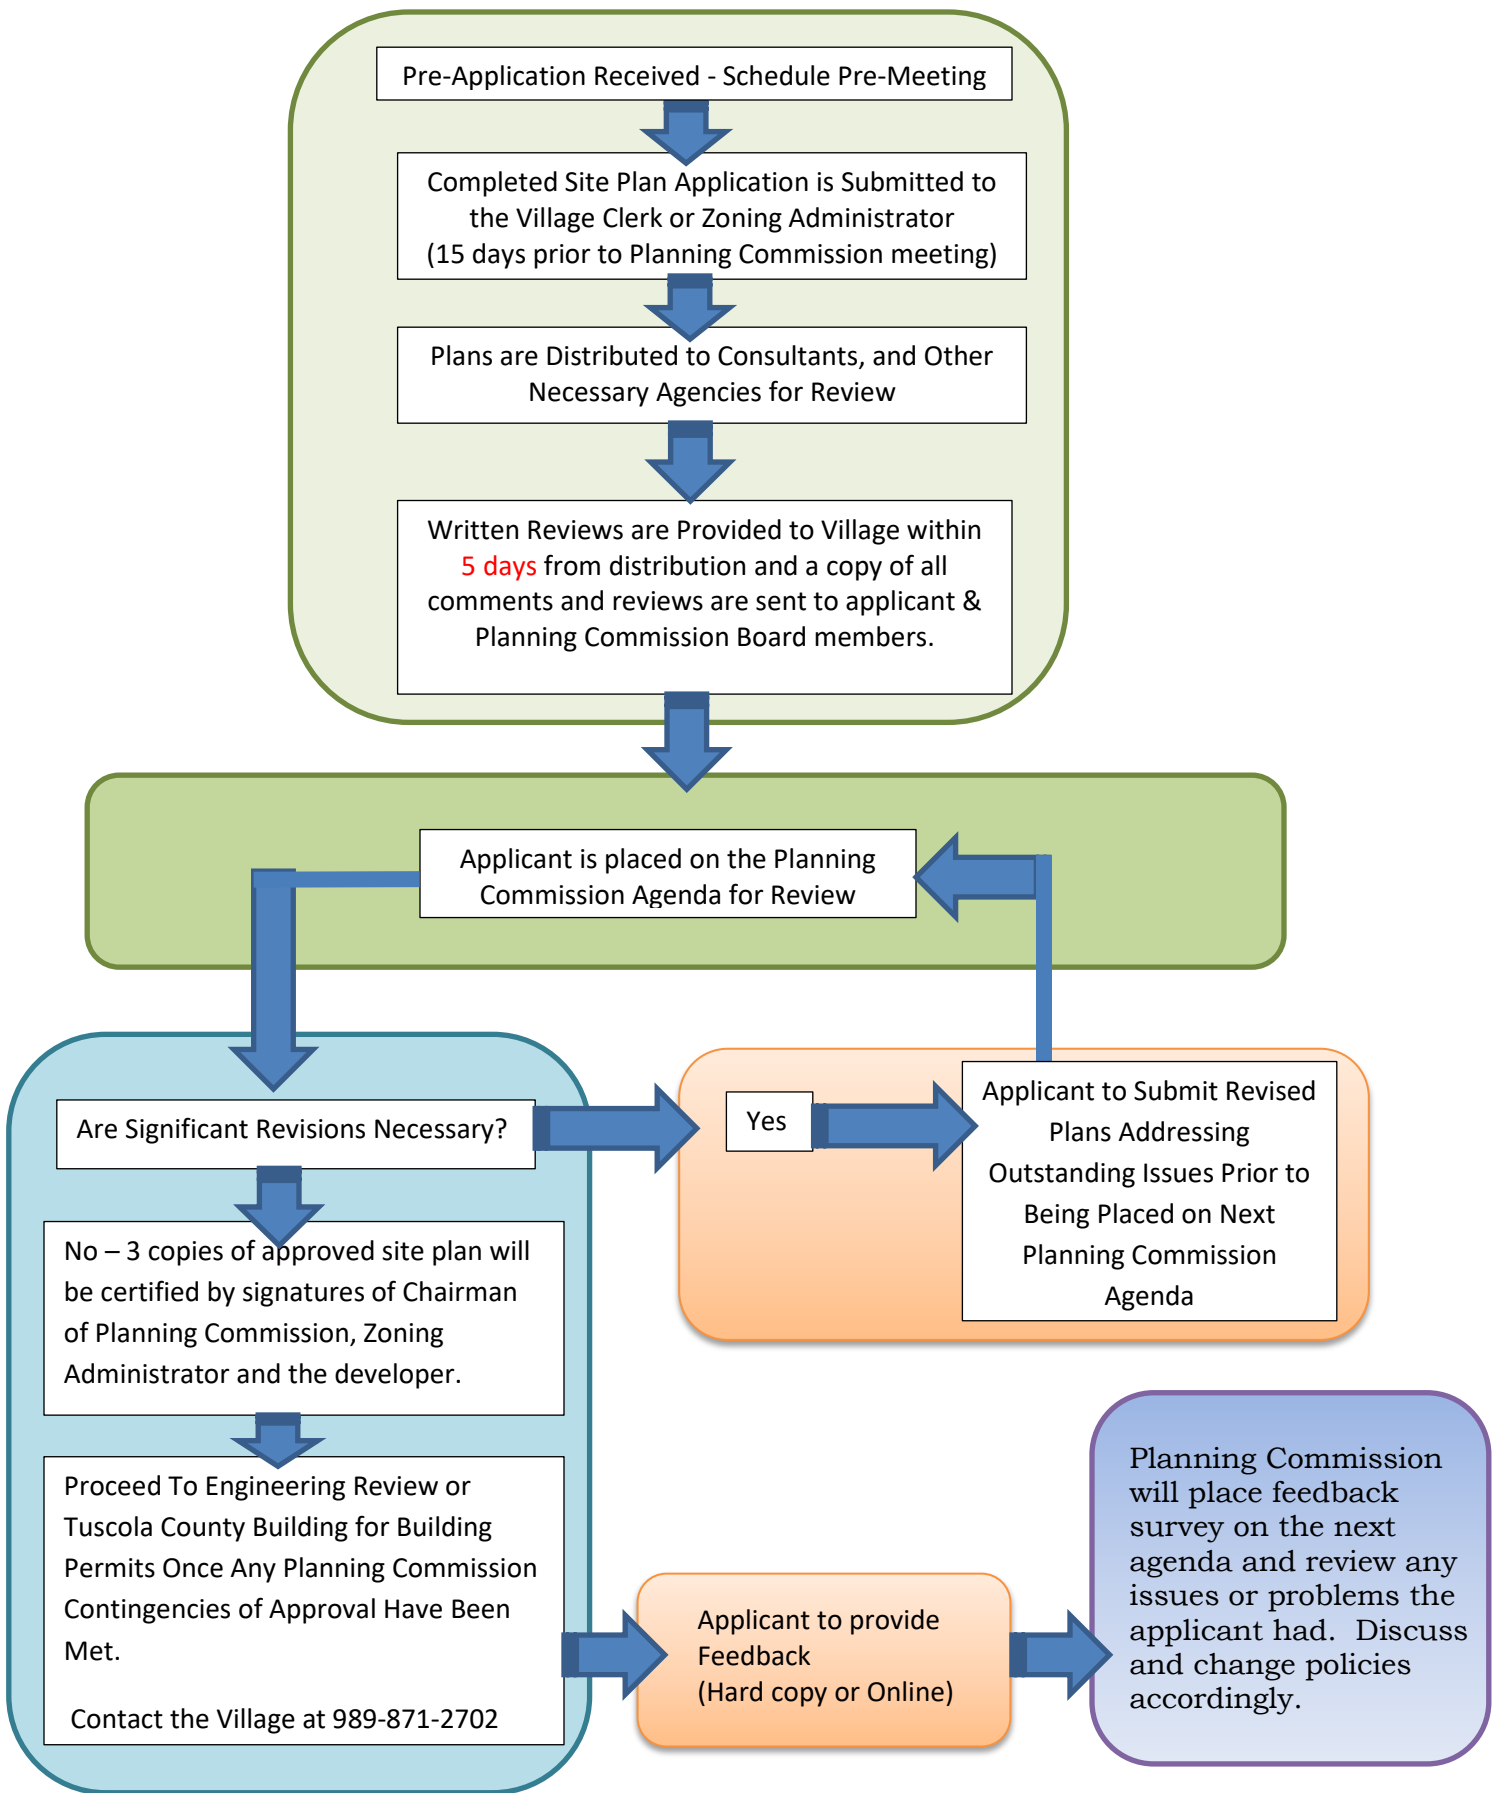 Pre-Application Received - Schedule Pre-Meeting
Completed Site Plan Application is Submitted to
the Village Clerk or Zoning Administrator
(15 days prior to Planning Commission meeting)
Plans are Distributed to Consultants, and Other
Necessary Agencies for Review
Written Reviews are Provided to Village within
5 days from distribution and a copy of all
comments and reviews are sent to applicant &
Planning Commission Board members.
Applicant is placed on the Planning
Commission Agenda for Review
Are Significant Revisions Necessary?
Yes
Applicant to Submit Revised
Plans Addressing
Outstanding Issues Prior to
Being Placed on Next
Planning Commission
Agenda
No – 3 copies of approved site plan will
be certified by signatures of Chairman
of Planning Commission, Zoning
Administrator and the developer.
Proceed To Engineering Review or
Tuscola County Building for Building
Permits Once Any Planning Commission
Contingencies of Approval Have Been
Met.
Contact the Village at 989-871-2702
Applicant to provide
Feedback
(Hard copy or Online)
Planning Commission
will place feedback
survey on the next
agenda and review any
issues or problems the
applicant had.  Discuss
and change policies
accordingly.